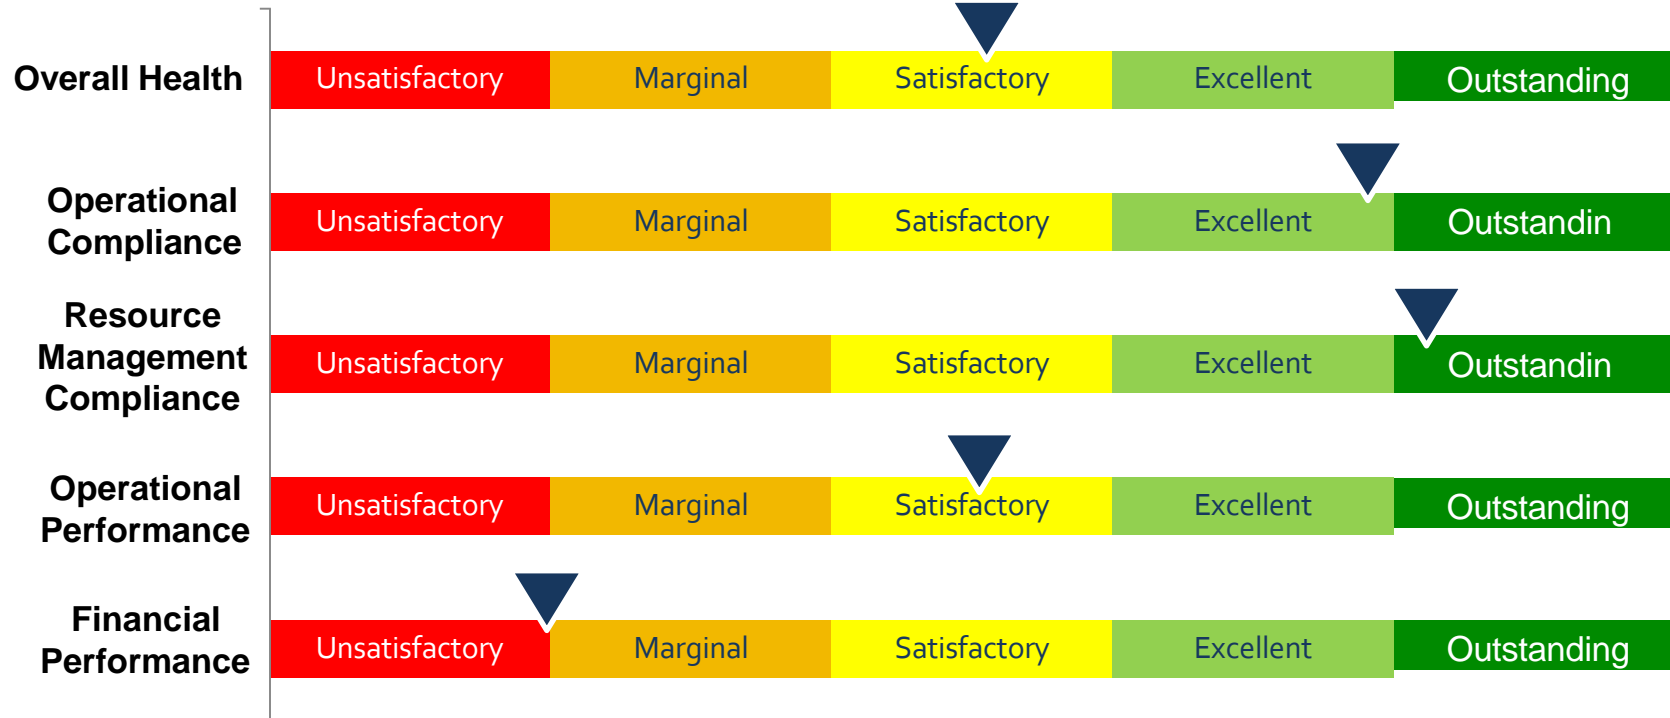 Overall Health
Unsatisfactory Marginal Satisfactory Excellent Outstanding
Operational
Compliance
Unsatisfactory Marginal Satisfactory Excellent Outstandin
Resource
Management
Compliance
Unsatisfactory Marginal Satisfactory Excellent Outstandin
Operational
Performance
Unsatisfactory Marginal Satisfactory Excellent Outstanding
Financial
Performance
Unsatisfactory Marginal Satisfactory Excellent Outstanding